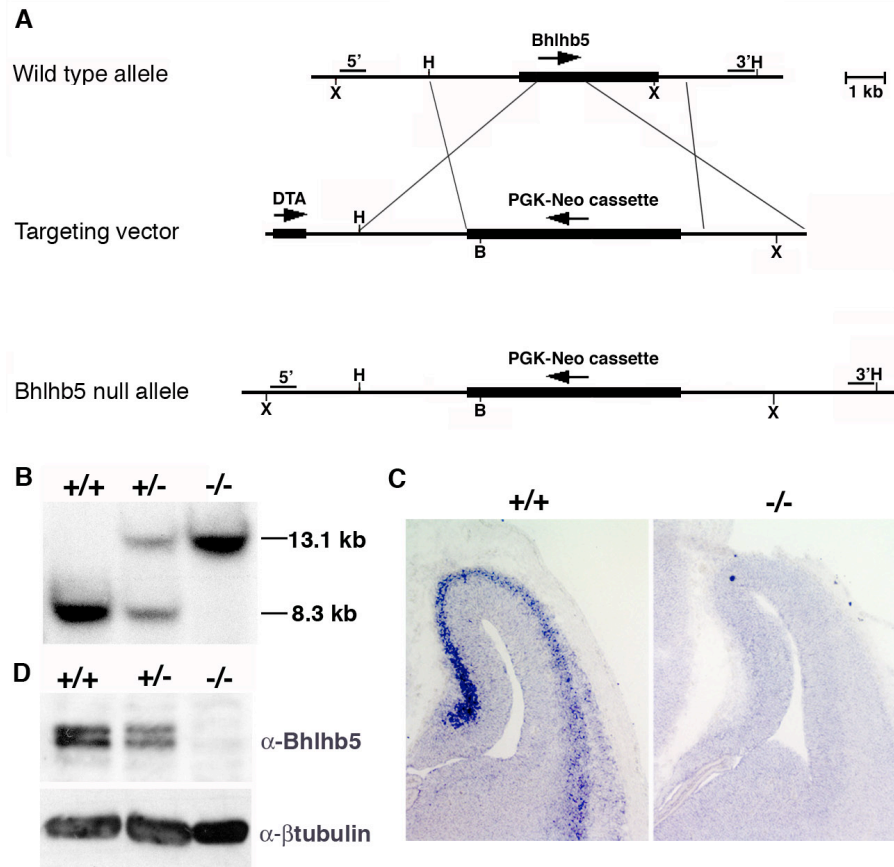 A
Bhlhb5
Wild type allele 5' H 3'H
X X 1 kb
DTA PGK-Neo cassette
H
Targeting vector
B X
PGK-Neo cassette
Bhlhb5 null allele 5' H 3'H
X B X
B
+/+ +/- -/-
13.1 kb
8.3 kb
C
+/+ -/-
D
+/+ +/- -/-
α-Bhlhb5
α-βtubulin